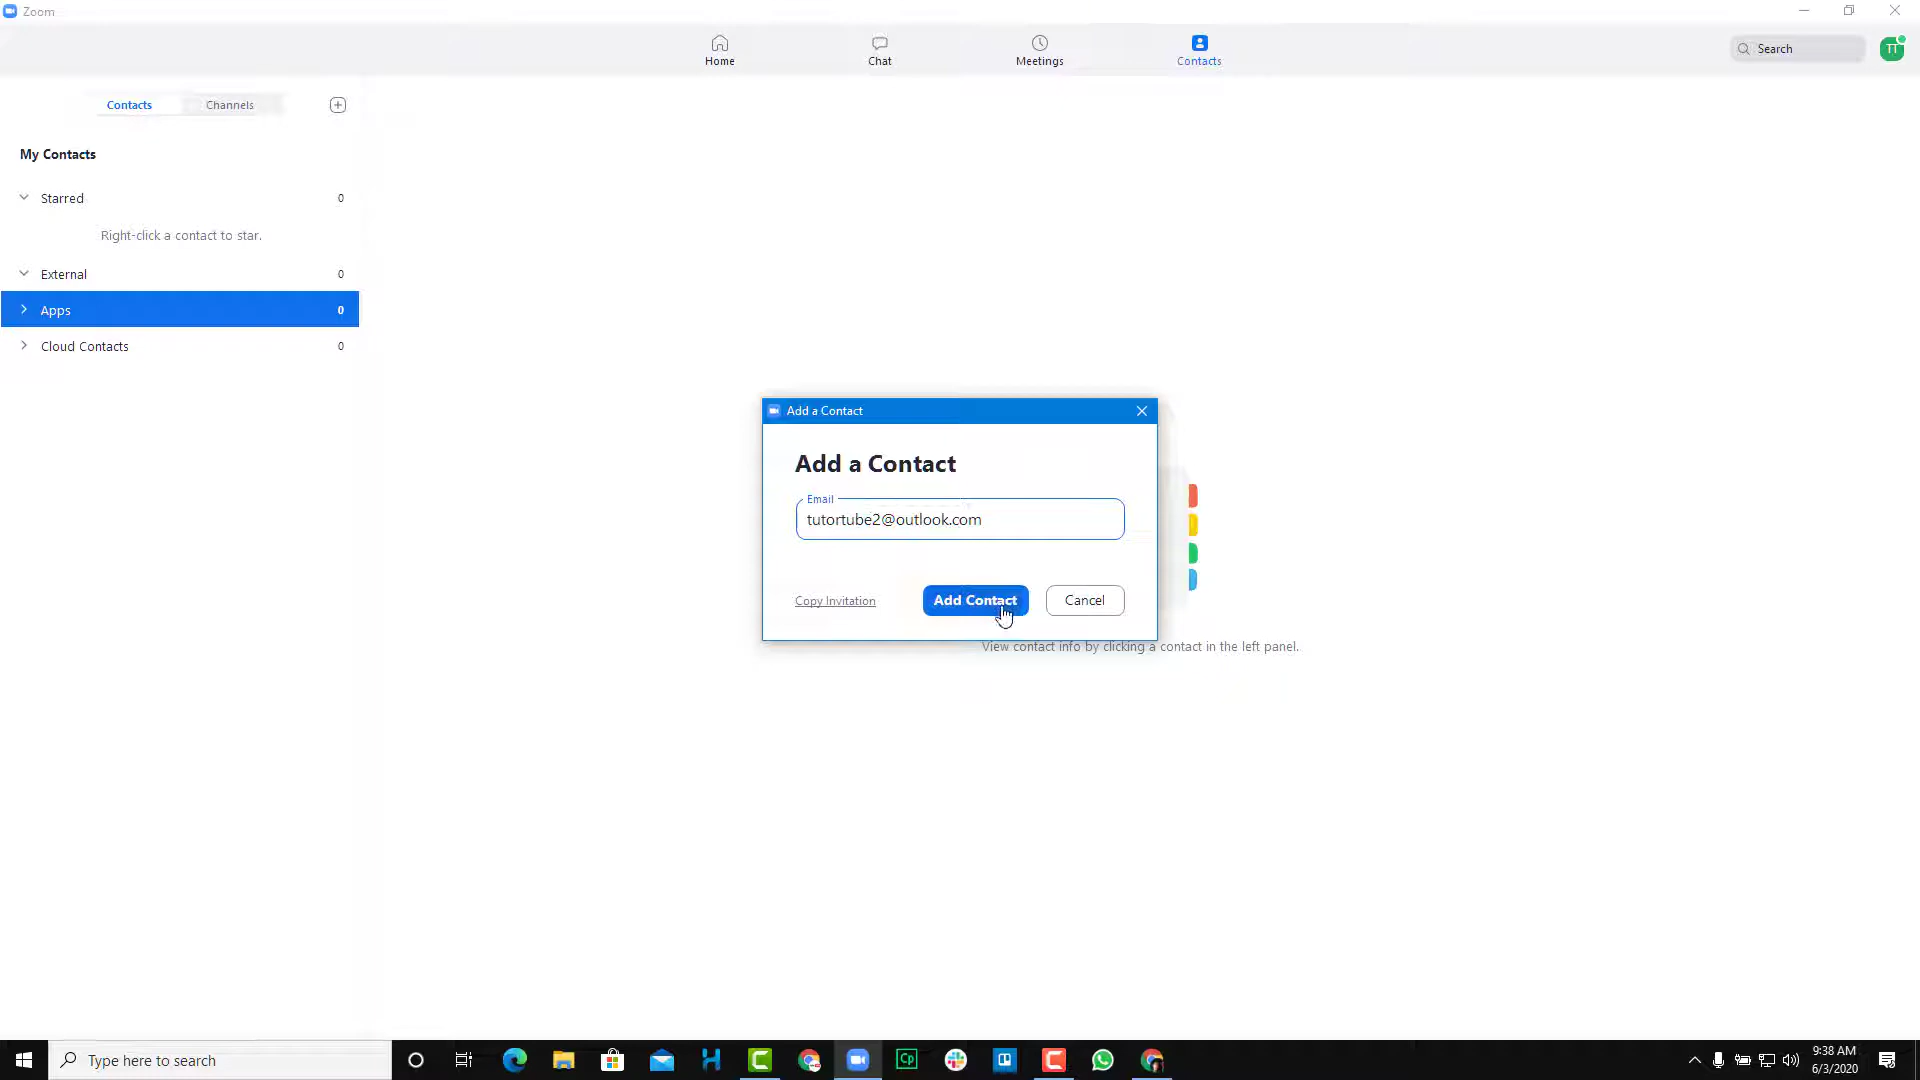 Zoom
Home
Chat
Meetings
Contacts
Search
TT
Contacts
Channels
My Contacts
Starred 0
Right-click a contact to star.
External 0
Apps 0
Cloud Contacts 0
Add a Contact
Add a Contact
Email
tutortube2@outlook.com
Copy Invitation
Add Contact
Cancel
View contact info by clicking a contact in the left panel.
Type here to search
Cp
9:38 AM
6/3/2020